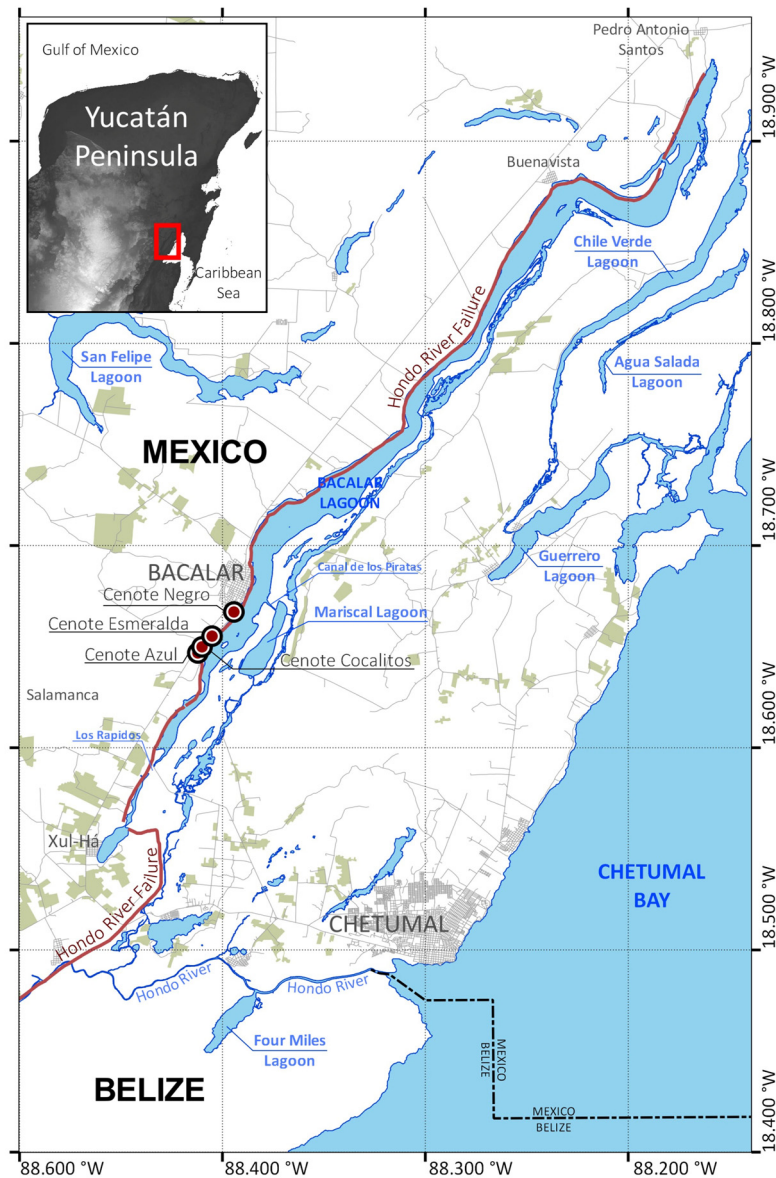 Pedro Antonio
Santos
Gulf of Mexico
Yucatán
Peninsula
Caribbean
Sea
18.900 °W
Buenavista
Chile Verde
Lagoon
18.800 °W
Hondo River Failure
San Felipe
Lagoon
Agua Salada
Lagoon
MEXICO
BACALAR
LAGOON
18.700 °W
Guerrero
Lagoon
BACALAR
Canal de los Piratas
Cenote Negro
Mariscal Lagoon
Cenote Esmeralda
Cenote Azul
Cenote Cocalitos
Salamanca
18.600 °W
Los Rapidos
Xul-Há
Hondo River Failure
CHETUMAL
BAY
CHETUMAL
18.500 °W
Hondo River
Hondo River
Four Miles
Lagoon
MEXICO
BELIZE
BELIZE
MEXICO
BELIZE
18.400 °W
88.600 °W
88.400 °W
88.300 °W
88.200 °W